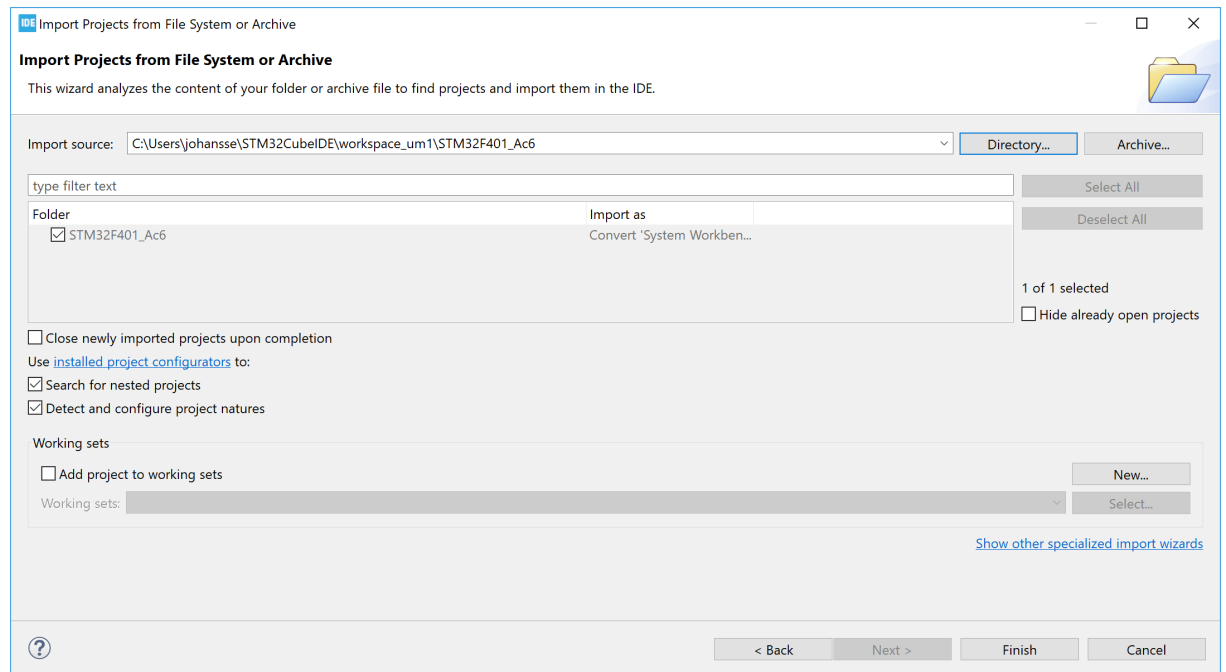 IDE Import Projects from File System or Archive
Import Projects from File System or Archive
This wizard analyzes the content of your folder or archive file to find projects and import them in the IDE.
Import source: C:\Users\johansse\STM32CubeIDE\workspace_um1\STM32F401_Ac6 Directory... Archive...
type filter text Select All
Folder Import as Deselect All
STM32F401_Ac6 Convert 'System Workben...
1 of 1 selected
Hide already open projects
Close newly imported projects upon completion
Use installed project configurators to:
Search for nested projects
Detect and configure project natures
Working sets
Add project to working sets New...
Working sets: Select...
Show other specialized import wizards
? < Back Next > Finish Cancel